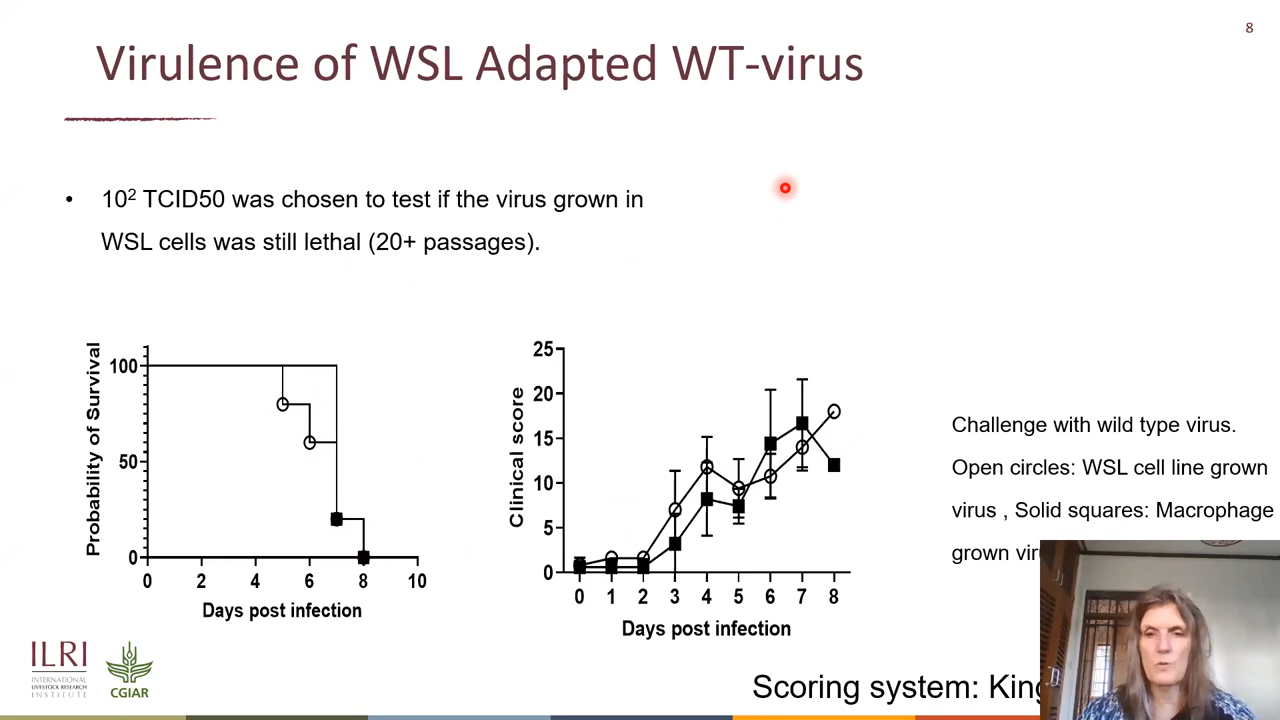 8
Virulence of WSL Adapted WT-virus
• 10² TCID50 was chosen to test if the virus grown in
WSL cells was still lethal (20+ passages).
Probability of Survival
100
50
0
0 2 4 6 8 10
Days post infection
Clinical score
25
20
15
10
5
0
0 1 2 3 4 5 6 7 8
Days post infection
Challenge with wild type virus.
Open circles: WSL cell line grown
virus , Solid squares: Macrophage
grown
ILRI
INTERNATIONAL
LIVESTOCK RESEARCH
INSTITUTE
CGIAR
Scoring system: